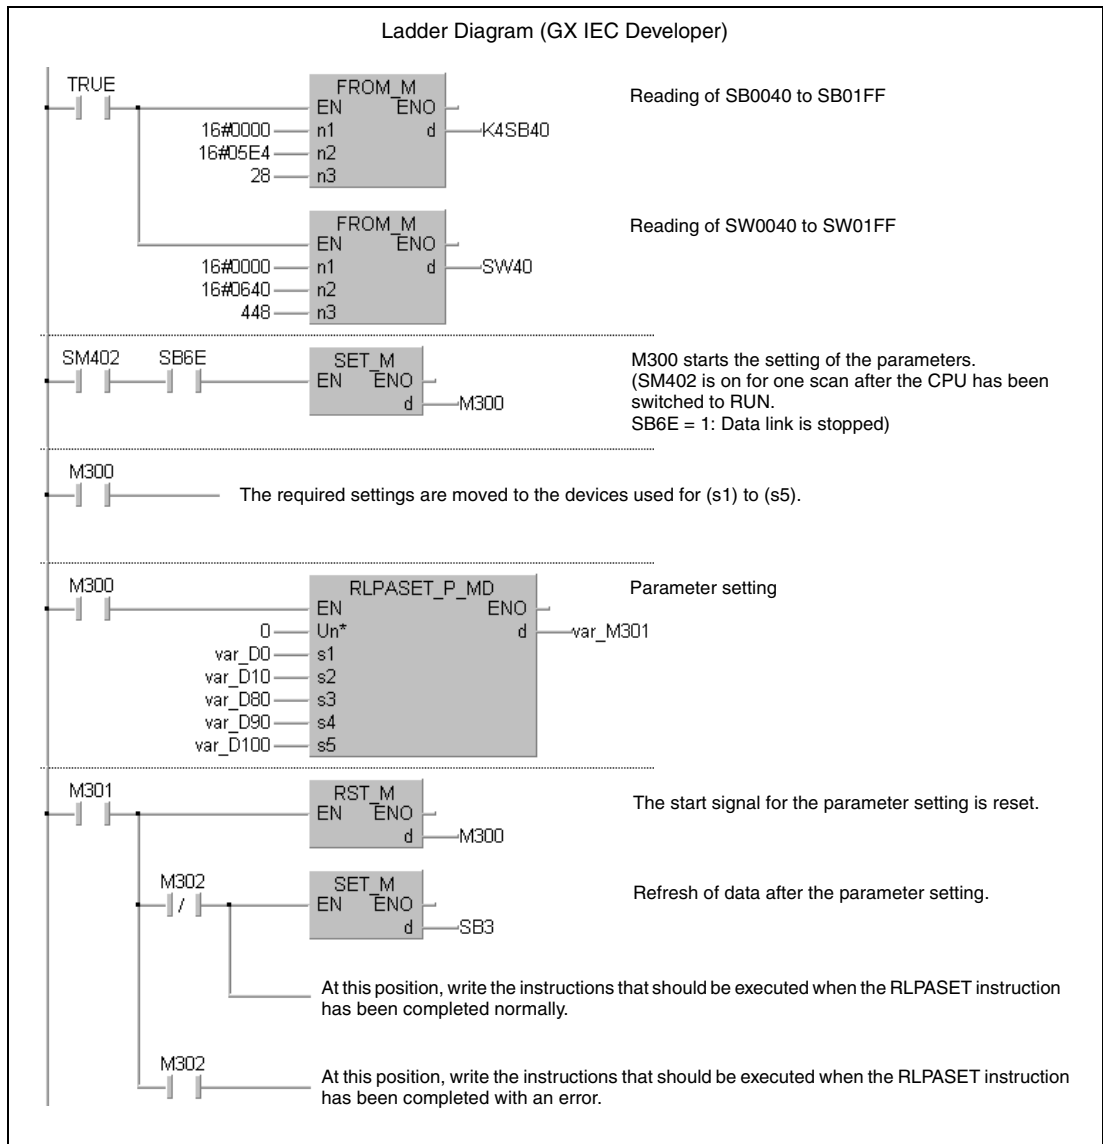 Ladder Diagram (GX IEC Developer)
TRUE
FROM_M
EN ENO
16#0000 n1 d K4SB40
16#05E4 n2
28 n3
Reading of SB0040 to SB01FF
FROM_M
EN ENO
16#0000 n1 d SW40
16#0640 n2
448 n3
Reading of SW0040 to SW01FF
SM402 SB6E
SET_M
EN ENO
d M300
M300 starts the setting of the parameters.
(SM402 is on for one scan after the CPU has been
switched to RUN.
SB6E = 1: Data link is stopped)
M300
The required settings are moved to the devices used for (s1) to (s5).
M300
RLPASET_P_MD
EN ENO
0 Un* d var_M301
var_D0 s1
var_D10 s2
var_D80 s3
var_D90 s4
var_D100 s5
Parameter setting
M301
RST_M
EN ENO
d M300
The start signal for the parameter setting is reset.
M302
/
SET_M
EN ENO
d SB3
Refresh of data after the parameter setting.
At this position, write the instructions that should be executed when the RLPASET instruction
has been completed normally.
M302
At this position, write the instructions that should be executed when the RLPASET instruction
has been completed with an error.